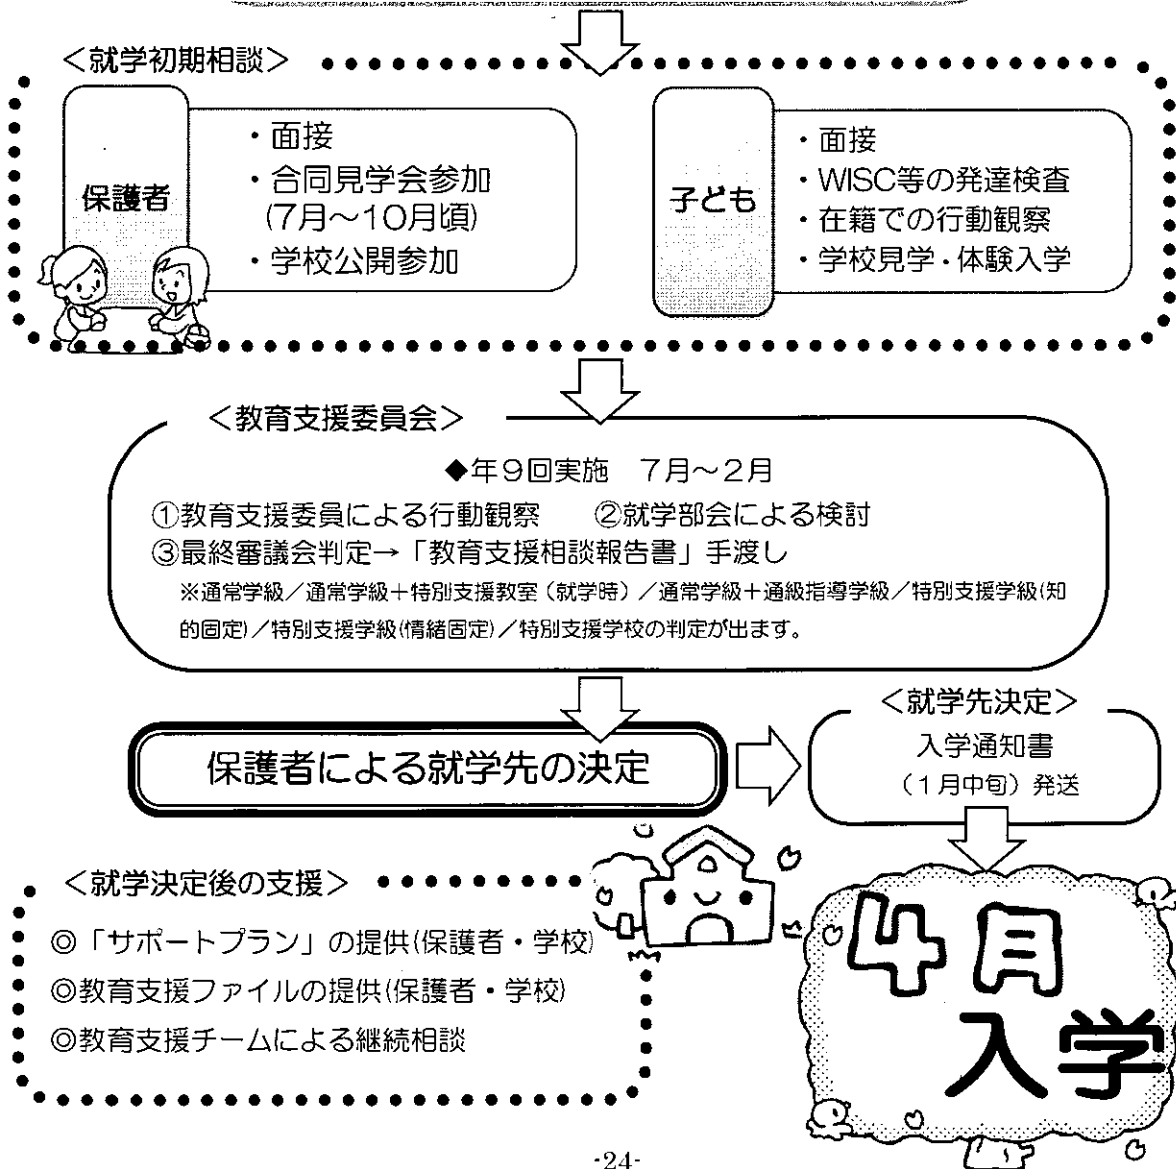 ＜就学初期相談＞
保護者
・面接
・合同見学会参加
(7月～10月頃)
・学校公開参加
子ども
・面接
・WISC等の発達検査
・在籍での行動観察
・学校見学・体験入学
＜教育支援委員会＞
◆年９回実施　７月～２月
①教育支援委員による行動観察　　②就学部会による検討
③最終審議会判定→「教育支援相談報告書」手渡し
※通常学級／通常学級＋特別支援教室（就学時）／通常学級＋通級指導学級／特別支援学級(知
的固定)／特別支援学級(情緒固定)／特別支援学校の判定が出ます。
保護者による就学先の決定
＜就学先決定＞
入学通知書
（１月中旬）発送
＜就学決定後の支援＞
◎「サポートプラン」の提供(保護者・学校)
◎教育支援ファイルの提供(保護者・学校)
◎教育支援チームによる継続相談
4月
入学
-24-